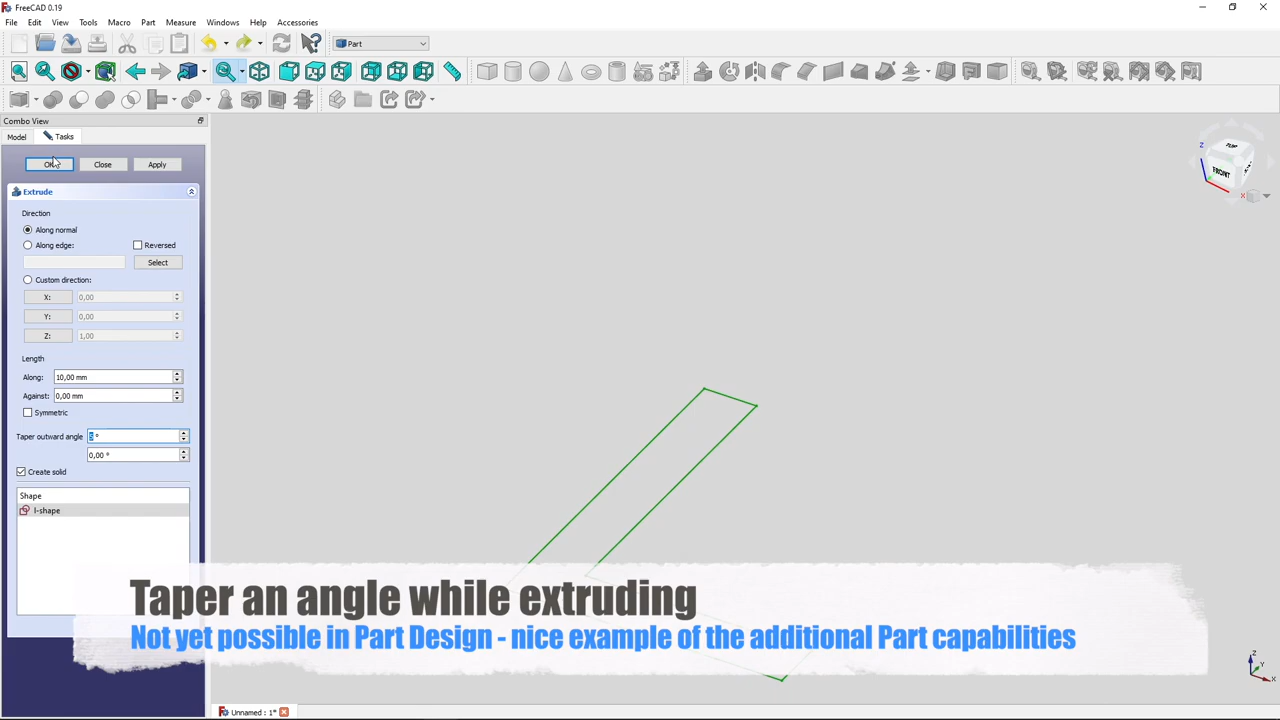 FreeCAD 0.19
File Edit View Tools Macro Part Measure Windows Help Accessories
Part
Combo View
Model Tasks
OK Close Apply
Extrude
Direction
Along normal
Along edge: Reversed
Select
Custom direction:
X: 0,00
Y: 0,00
Z: 1,00
Length
Along: 10,00 mm
Against: 0,00 mm
Symmetric
Taper outward angle °
0,00 °
Create solid
Shape
l-shape
TOP
FRONT
Z
X
Taper an angle while extruding
Not yet possible in Part Design - nice example of the additional Part capabilities
Z
Y
X
Unnamed : 1*